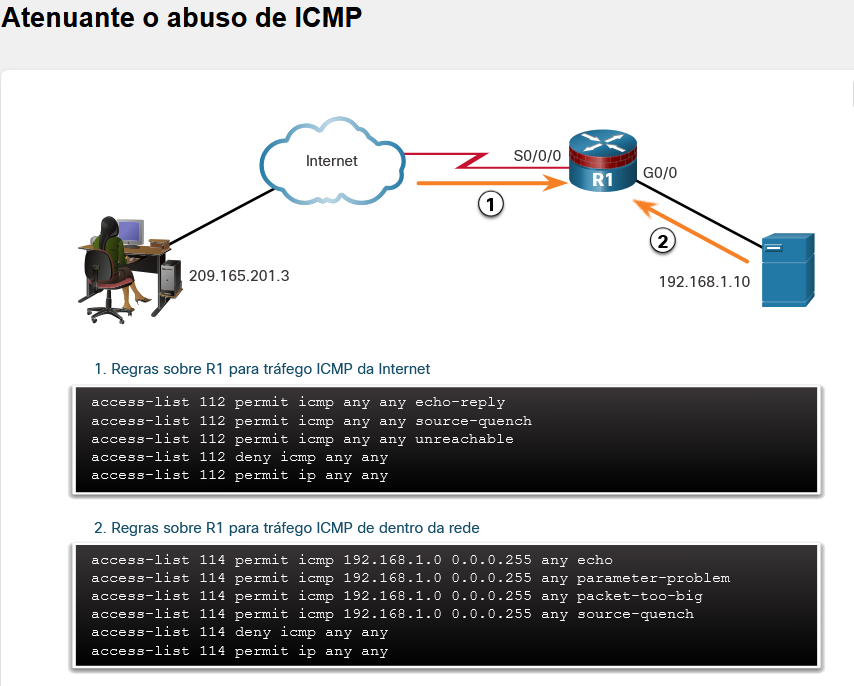 Atenuante o abuso de ICMP
Internet
S0/0/0
R1
G0/0
1
2
209.165.201.3
192.168.1.10
1. Regras sobre R1 para tráfego ICMP da Internet
access-list 112 permit icmp any any echo-reply
access-list 112 permit icmp any any source-quench
access-list 112 permit icmp any any unreachable
access-list 112 deny icmp any any
access-list 112 permit ip any any
2. Regras sobre R1 para tráfego ICMP de dentro da rede
access-list 114 permit icmp 192.168.1.0 0.0.0.255 any echo
access-list 114 permit icmp 192.168.1.0 0.0.0.255 any parameter-problem
access-list 114 permit icmp 192.168.1.0 0.0.0.255 any packet-too-big
access-list 114 permit icmp 192.168.1.0 0.0.0.255 any source-quench
access-list 114 deny icmp any any
access-list 114 permit ip any any